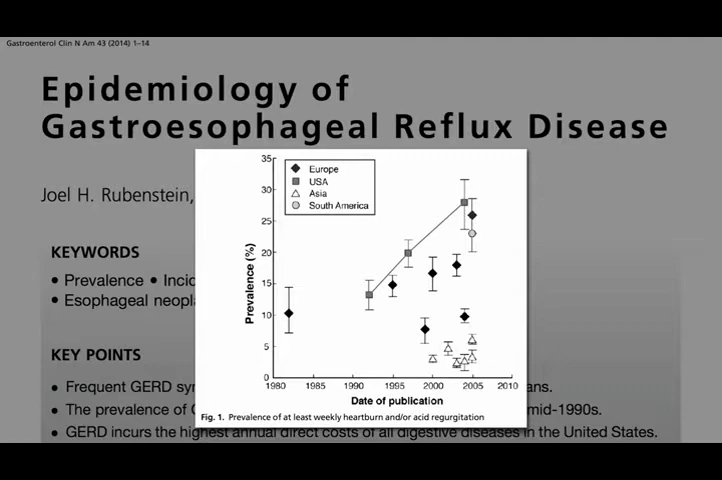 Gastroenterol Clin N Am 43 (2014) 1–14
Epidemiology of
Gastroesophageal Reflux Disease
Joel H. Rubenstein,
KEYWORDS
• Prevalence • Inci
• Esophageal neopl
KEY POINTS
• Frequent GERD ans.
• The prevalence of mid-1990s.
• GERD incurs the highest annual direct costs of all digestive diseases in the United States.
35
30
25
20
15
10
5
0
Prevalence (%)
Europe
USA
Asia
South America
1980 1985 1990 1995 2000 2005 2010
Date of publication
Fig. 1. Prevalence of at least weekly heartburn and/or acid regurgitation